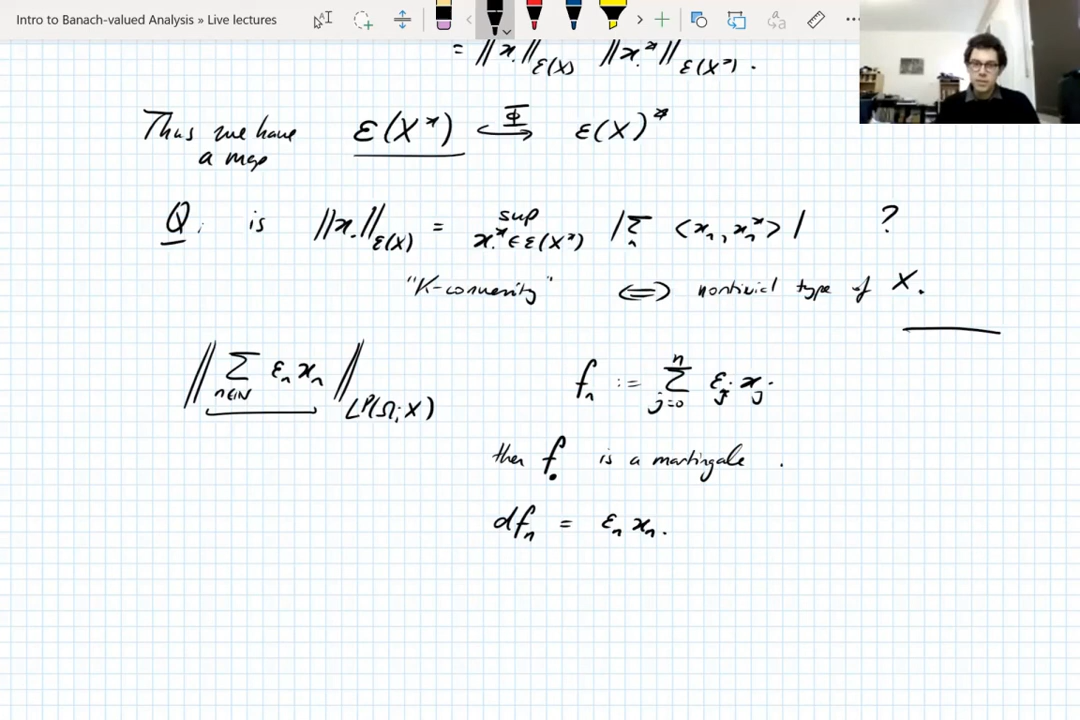 Intro to Banach-valued Analysis » Live lectures
= ‖x.‖_{ε(X)} ‖x.*‖_{ε(X*)} .
Thus we have a map ε(X*) ↪^Φ ε(X)*
Q: is ‖x.‖_{ε(X)} = sup_{x.* ∈ ε(X*)} |Σ_n <x_n, x_n*>| ?
"K-convexity" ⟺ nontrivial type of X.
‖ Σ_{n∈ℕ} ε_n x_n ‖_{L^p(Ω;X)} f_n := Σ_{j=0}^n ε_j x_j.
then f. is a martingale .
df_n = ε_n x_n.